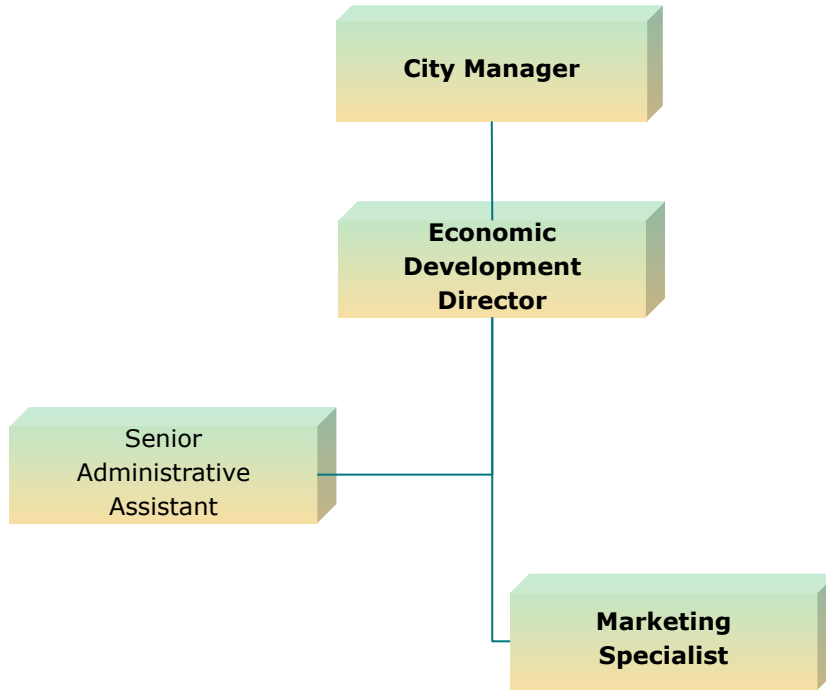 City Manager
Economic
Development
Director
Senior
Administrative
Assistant
Marketing
Specialist